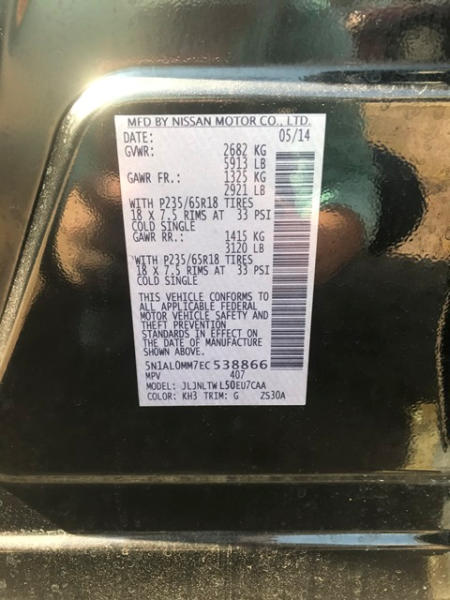 MFD BY NISSAN MOTOR CO., LTD.
DATE: 05/14
GVWR: 2682 KG
5913 LB
GAWR FR.: 1325 KG
2921 LB
WITH P235/65R18 TIRES
18 X 7.5 RIMS AT 33 PSI
COLD SINGLE
GAWR RR.: 1415 KG
3120 LB
WITH P235/65R18 TIRES
18 X 7.5 RIMS AT 33 PSI
COLD SINGLE
THIS VEHICLE CONFORMS TO
ALL APPLICABLE FEDERAL
MOTOR VEHICLE SAFETY AND
THEFT PREVENTION
STANDARDS IN EFFECT ON
THE DATE OF MANUFACTURE
SHOWN ABOVE.
5N1AL0MM7EC538866
MPV 407
MODEL: JLJNLTWL50EU7CAA
COLOR: KH3 TRIM: G ZS30A